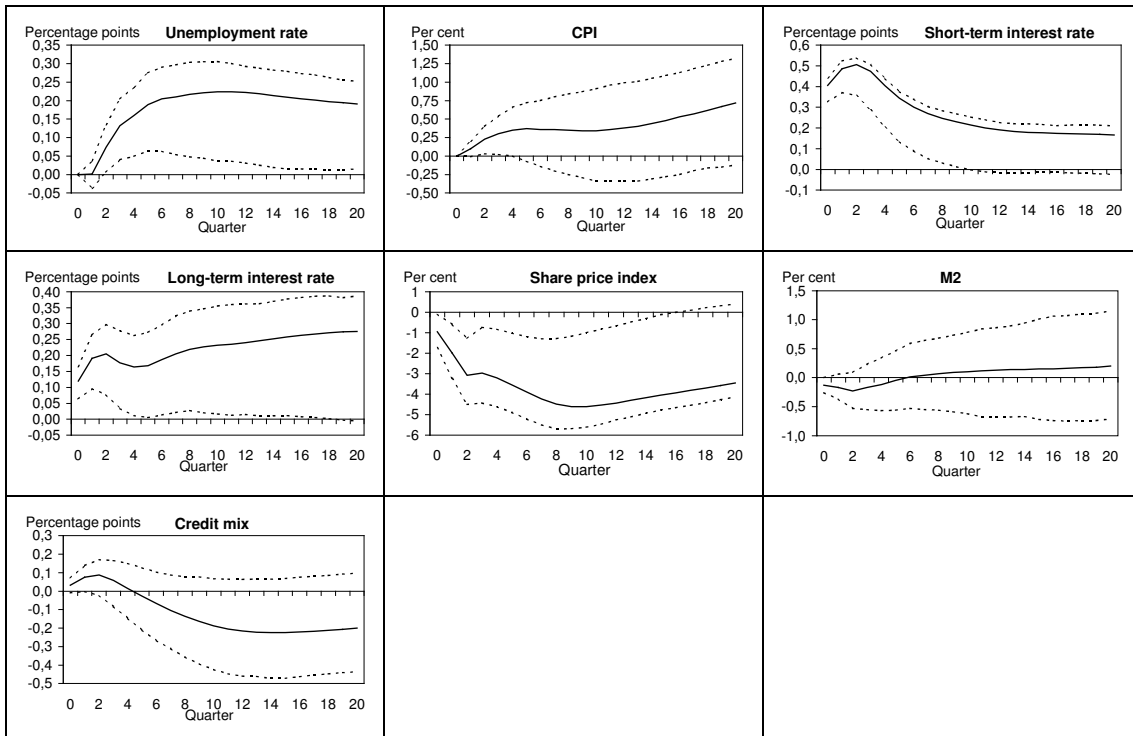 Percentage points Unemployment rate
0,35
0,30
0,25
0,20
0,15
0,10
0,05
0,00
-0,05
0 2 4 6 8 10 12 14 16 18 20
Quarter
Per cent CPI
1,50
1,25
1,00
0,75
0,50
0,25
0,00
-0,25
-0,50
0 2 4 6 8 10 12 14 16 18 20
Quarter
Percentage points Short-term interest rate
0,6
0,5
0,4
0,3
0,2
0,1
0,0
-0,1
0 2 4 6 8 10 12 14 16 18 20
Quarter
Percentage points Long-term interest rate
0,40
0,35
0,30
0,25
0,20
0,15
0,10
0,05
0,00
-0,05
0 2 4 6 8 10 12 14 16 18 20
Quarter
Per cent Share price index
1
0
-1
-2
-3
-4
-5
-6
0 2 4 6 8 10 12 14 16 18 20
Quarter
Per cent M2
1,5
1,0
0,5
0,0
-0,5
-1,0
0 2 4 6 8 10 12 14 16 18 20
Quarter
Percentage points Credit mix
0,3
0,2
0,1
0,0
-0,1
-0,2
-0,3
-0,4
-0,5
0 2 4 6 8 10 12 14 16 18 20
Quarter